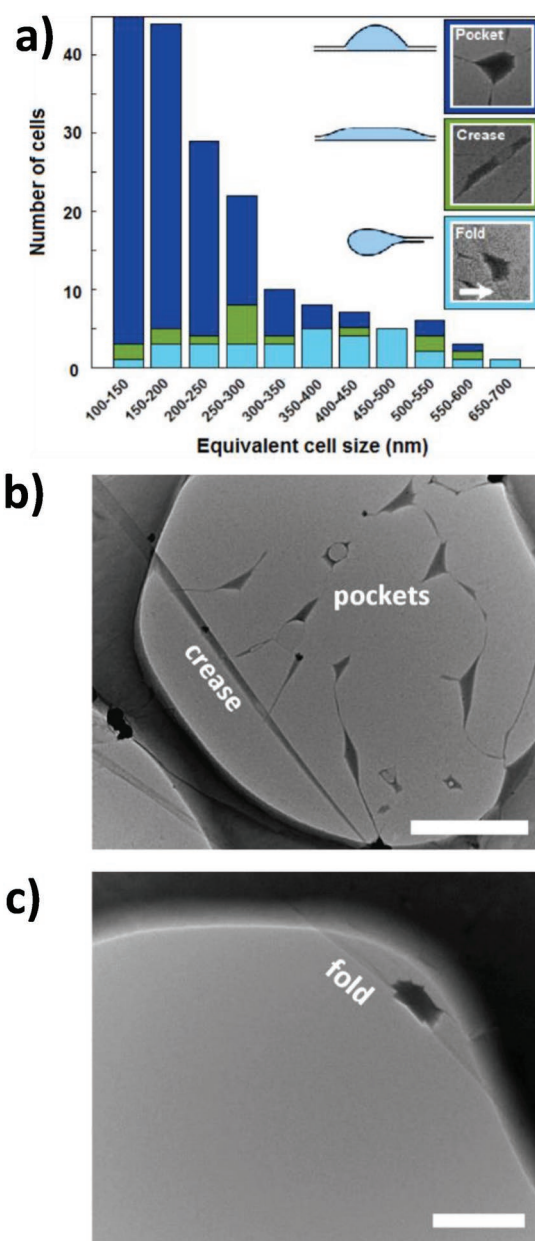 a)
Number of cells
40
30
20
10
0
Pocket
Crease
Fold
100-150
150-200
200-250
250-300
300-350
350-400
400-450
450-500
500-550
550-600
650-700
Equivalent cell size (nm)
b)
pockets
crease
c)
fold